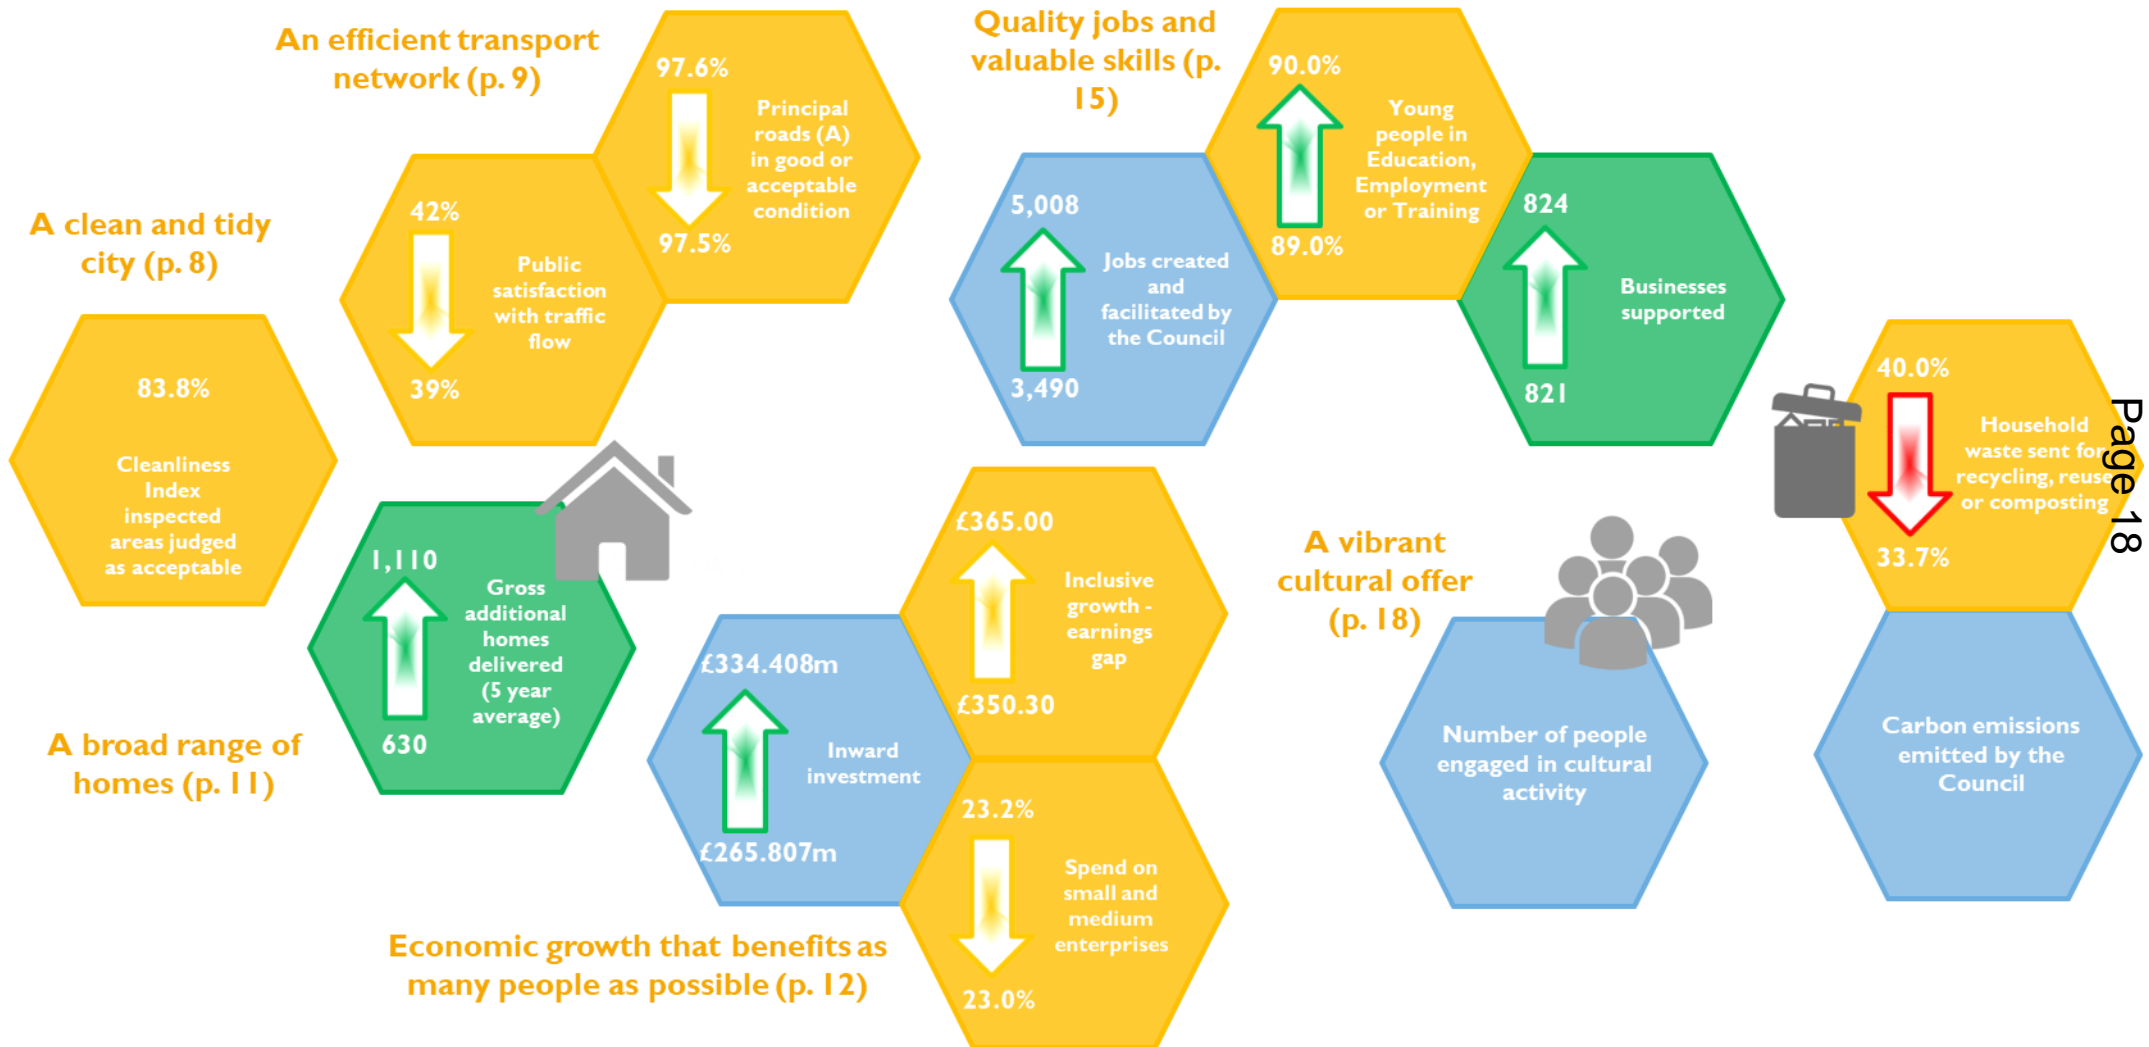 A clean and tidy
city (p. 8)
83.8%
Cleanliness
Index
inspected
areas judged
as acceptable
An efficient transport
network (p. 9)
42%
Public
satisfaction
with traffic
flow
39%
97.6%
Principal
roads (A)
in good or
acceptable
condition
97.5%
A broad range of
homes (p. 11)
1,110
Gross
additional
homes
delivered
(5 year
average)
630
Economic growth that benefits as
many people as possible (p. 12)
£334.408m
Inward
investment
£265.807m
£365.00
Inclusive
growth -
earnings
gap
£350.30
23.2%
Spend on
small and
medium
enterprises
23.0%
Quality jobs and
valuable skills (p.
15)
5,008
Jobs created
and
facilitated by
the Council
3,490
90.0%
Young
people in
Education,
Employment
or Training
89.0%
824
Businesses
supported
821
A vibrant
cultural offer
(p. 18)
Number of people
engaged in cultural
activity
40.0%
Household
waste sent for
recycling, reuse
or composting
33.7%
Carbon emissions
emitted by the
Council
Page 18